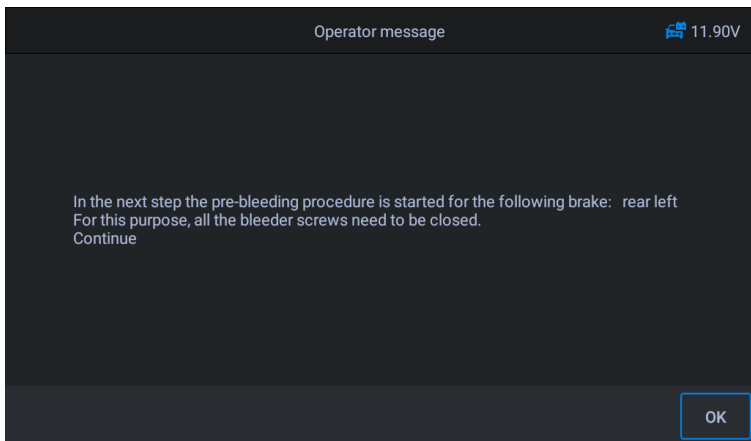 Operator message
11.90V
In the next step the pre-bleeding procedure is started for the following brake: rear left
For this purpose, all the bleeder screws need to be closed.
Continue
OK